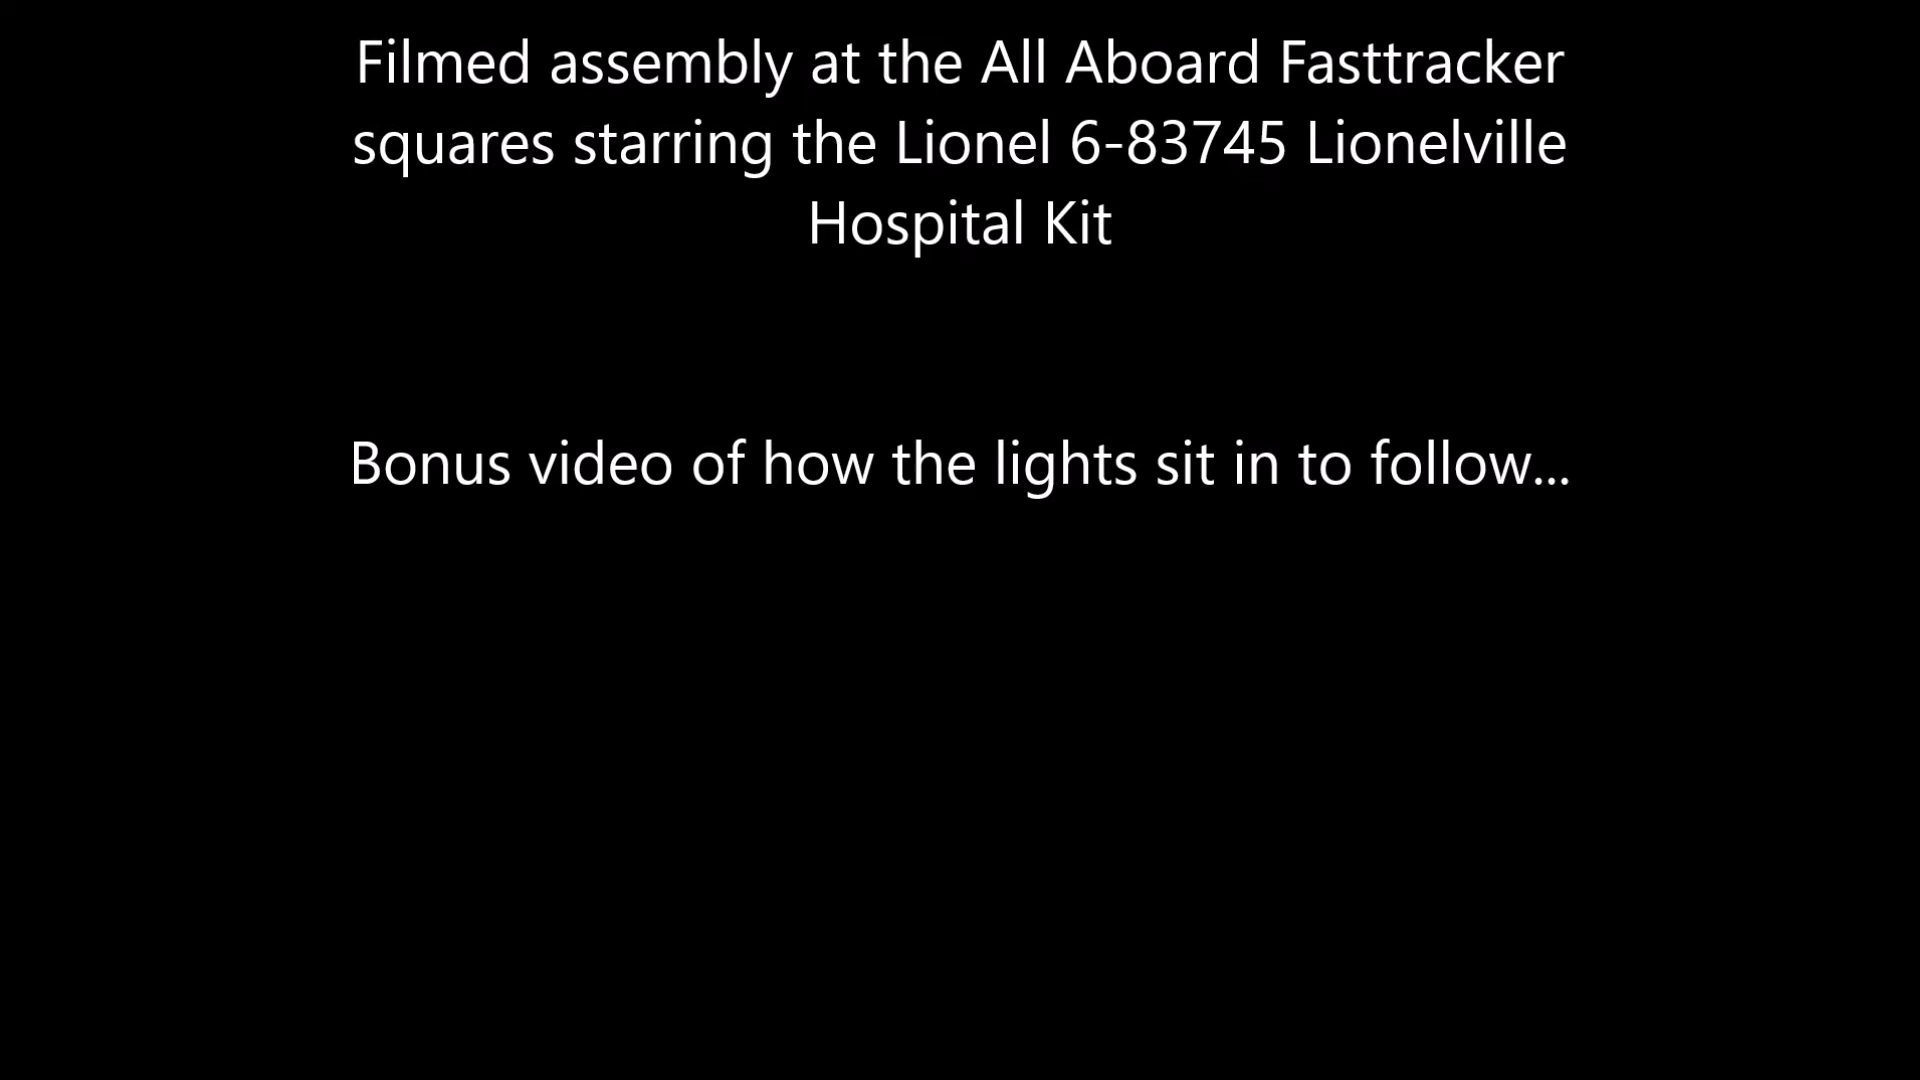 Filmed assembly at the All Aboard Fasttracker
squares starring the Lionel 6-83745 Lionelville
Hospital Kit
Bonus video of how the lights sit in to follow...